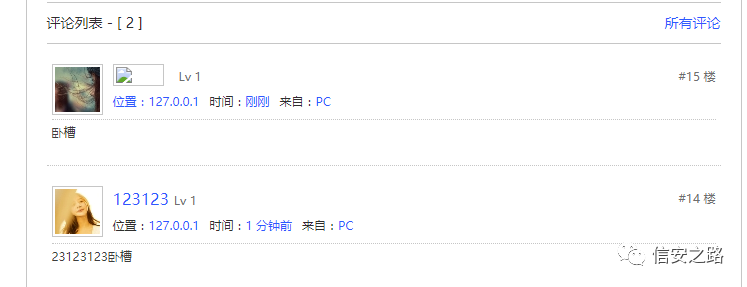 评论列表 - [ 2 ]
所有评论
Lv 1
#15 楼
位置：127.0.0.1 时间：刚刚 来自：PC
卧槽
123123 Lv 1
#14 楼
位置：127.0.0.1 时间：1 分钟前 来自：PC
23123123卧槽
信安之路